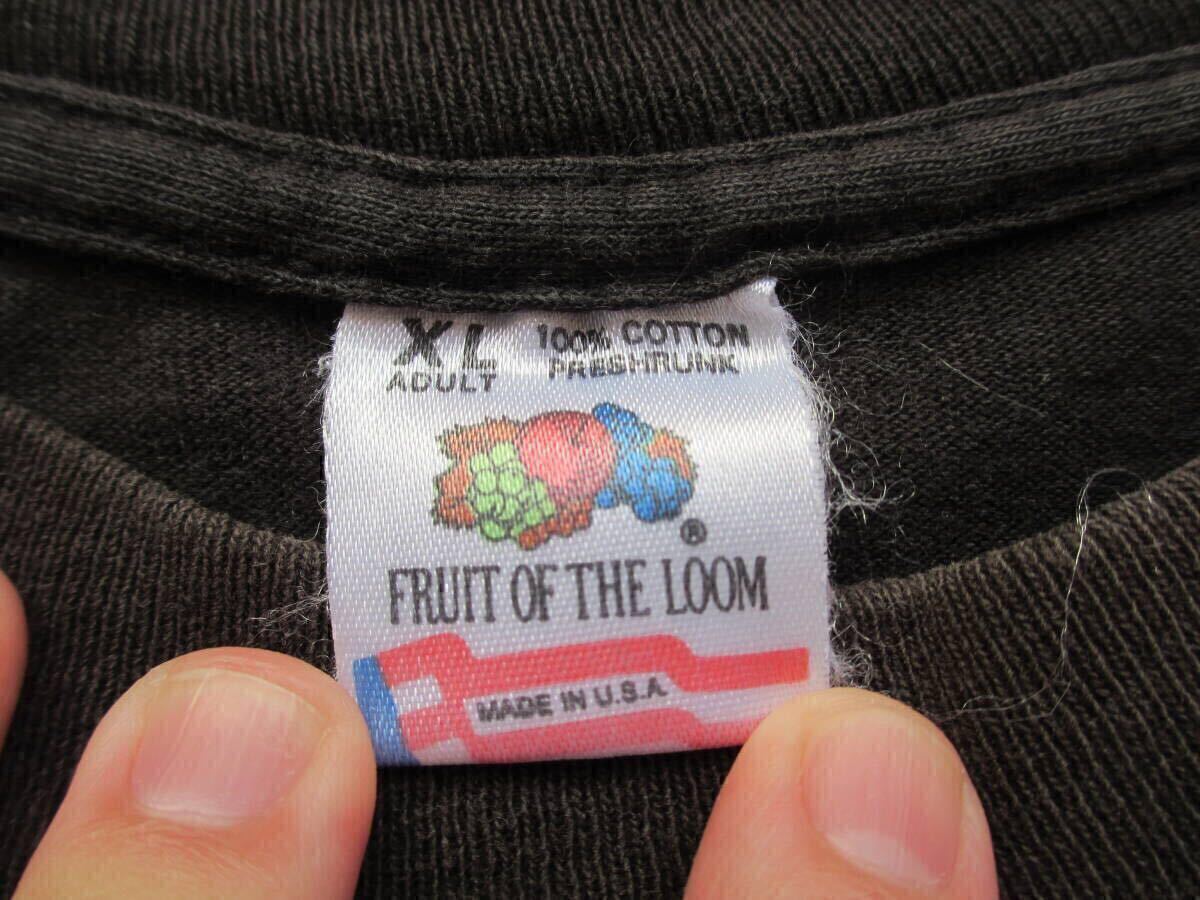 XL 100% COTTON
ADULT PRESHRUNK
®
FRUIT OF THE LOOM
MADE IN U.S.A.